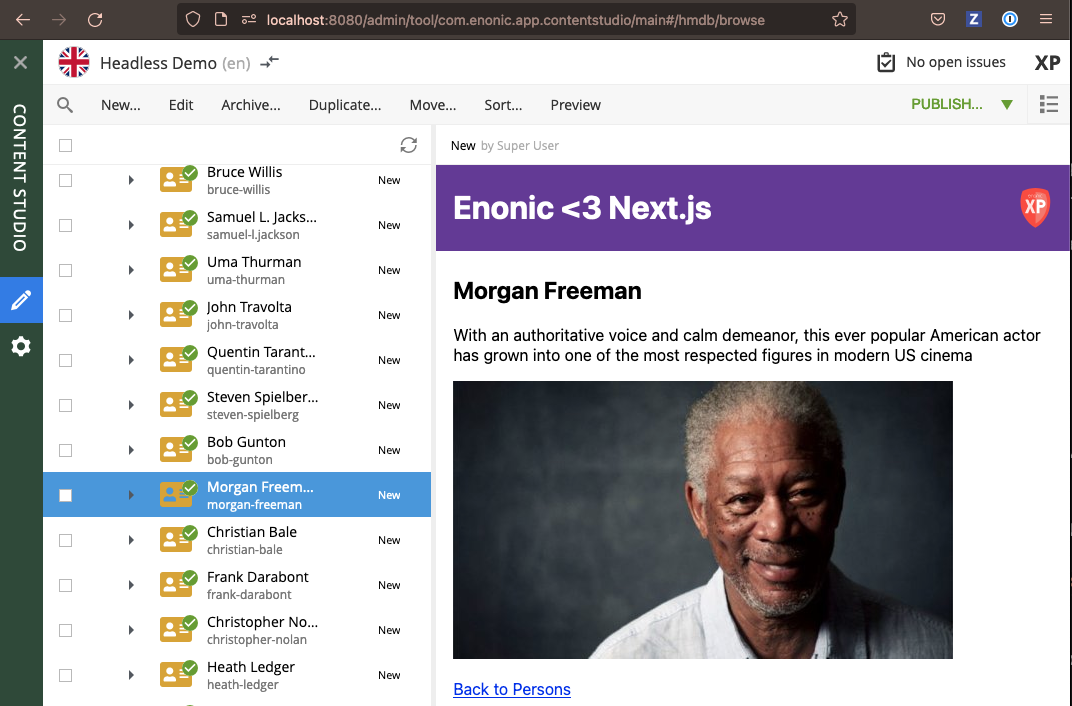 localhost:8080/admin/tool/com.enonic.app.contentstudio/main#/hmdb/browse
Z
CONTENT STUDIO
Headless Demo (en)
No open issues
XP
New...
Edit
Archive...
Duplicate...
Move...
Sort...
Preview
PUBLISH...
Bruce Willis
bruce-willis
New
Samuel L. Jacks...
samuel-l.jackson
New
Uma Thurman
uma-thurman
New
John Travolta
john-travolta
New
Quentin Tarant...
quentin-tarantino
New
Steven Spielber...
steven-spielberg
New
Bob Gunton
bob-gunton
New
Morgan Freem...
morgan-freeman
New
Christian Bale
christian-bale
New
Frank Darabont
frank-darabont
New
Christopher No...
christopher-nolan
New
Heath Ledger
heath-ledger
New
New by Super User
Enonic <3 Next.js
XP
Morgan Freeman
With an authoritative voice and calm demeanor, this ever popular American actor
has grown into one of the most respected figures in modern US cinema
Back to Persons